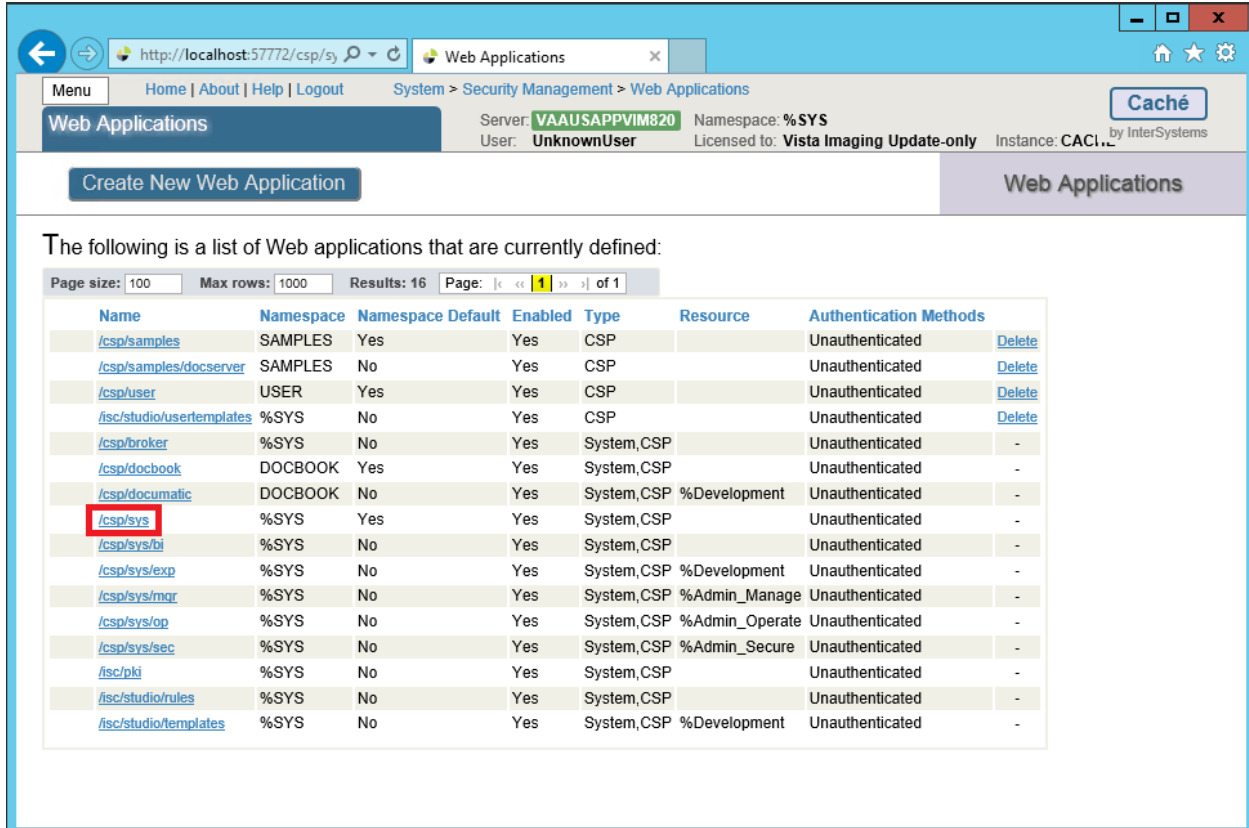 http://localhost:57772/csp/sy
Web Applications
Menu Home | About | Help | Logout System > Security Management > Web Applications
Web Applications
Server: VAAUSAPPVIM820 Namespace: %SYS
User: UnknownUser Licensed to: Vista Imaging Update-only Instance:
Caché
by InterSystems
Create New Web Application
Web Applications
The following is a list of Web applications that are currently defined:
Page size: 100 Max rows: 1000 Results: 16 Page: |< << 1 >> >| of 1
Name Namespace Namespace Default Enabled Type Resource Authentication Methods
/csp/samples SAMPLES Yes Yes CSP Unauthenticated Delete
/csp/samples/docserver SAMPLES No Yes CSP Unauthenticated Delete
/csp/user USER Yes Yes CSP Unauthenticated Delete
/isc/studio/usertemplates %SYS No Yes CSP Unauthenticated Delete
/csp/broker %SYS No Yes System,CSP Unauthenticated -
/csp/docbook DOCBOOK Yes Yes System,CSP Unauthenticated -
/csp/documatic DOCBOOK No Yes System,CSP %Development Unauthenticated -
/csp/sys %SYS Yes Yes System,CSP Unauthenticated -
/csp/sys/bi %SYS No Yes System,CSP Unauthenticated -
/csp/sys/exp %SYS No Yes System,CSP %Development Unauthenticated -
/csp/sys/mgr %SYS No Yes System,CSP %Admin_Manage Unauthenticated -
/csp/sys/op %SYS No Yes System,CSP %Admin_Operate Unauthenticated -
/csp/sys/sec %SYS No Yes System,CSP %Admin_Secure Unauthenticated -
/isc/pki %SYS No Yes System,CSP Unauthenticated -
/isc/studio/rules %SYS No Yes System,CSP Unauthenticated -
/isc/studio/templates %SYS No Yes System,CSP %Development Unauthenticated -